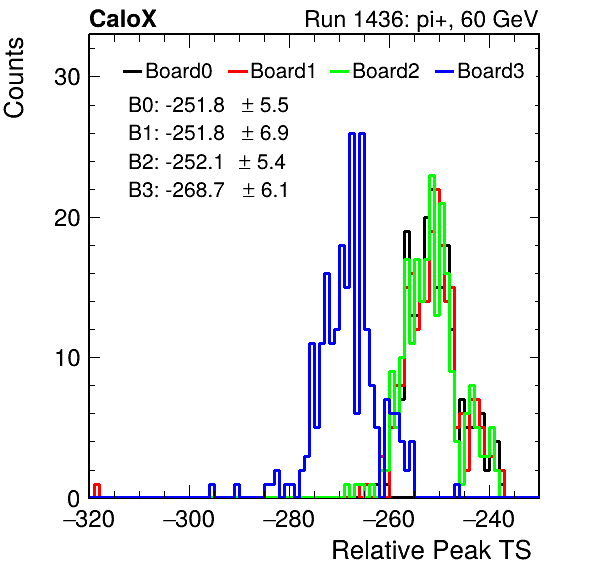 CaloX Run 1436: pi+, 60 GeV
Counts
Board0 Board1 Board2 Board3
B0: -251.8 ± 5.5
B1: -251.8 ± 6.9
B2: -252.1 ± 5.4
B3: -268.7 ± 6.1
30
20
10
0
−320 −300 −280 −260 −240
Relative Peak TS